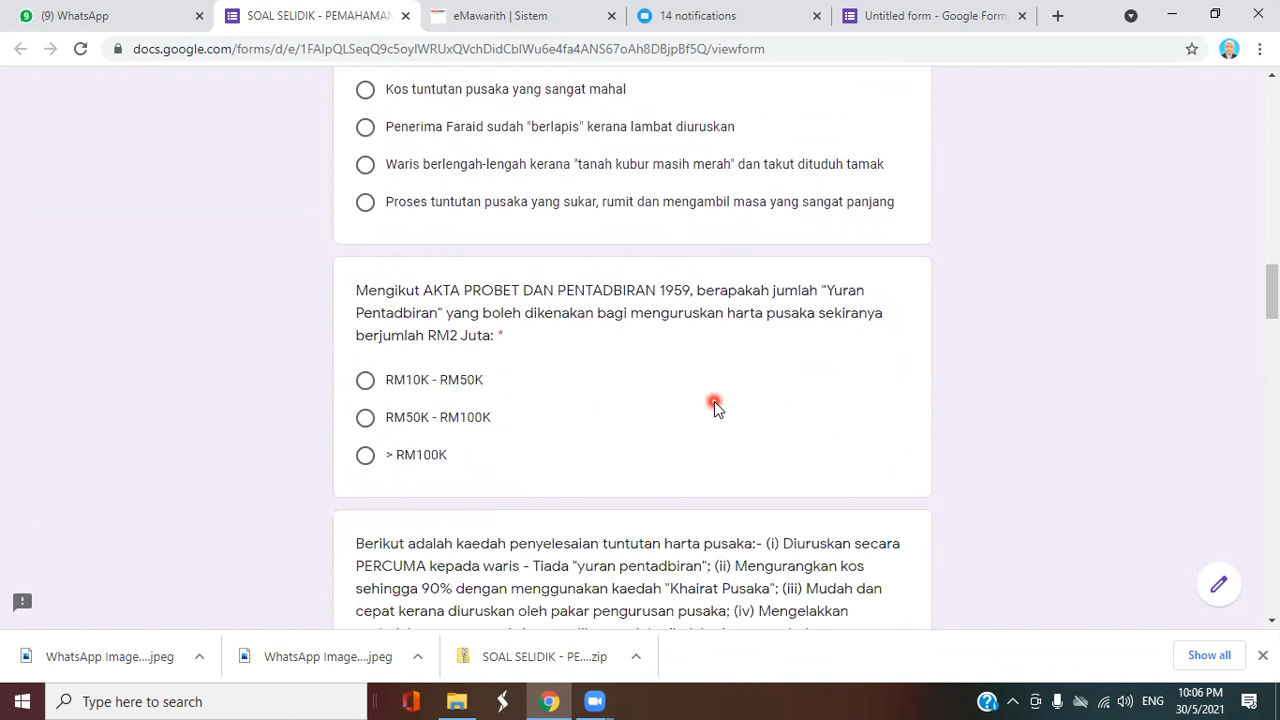 WhatsApp
SOAL SELIDIK - PEMAHAMAN
eMawarith | Sistem
14 notifications
Untitled form - Google Form
docs.google.com/forms/d/e/1FAIpQLSeqQ9c5oylWRUxQVchDidCbIWu6e4fa4ANS67oAh8DBjpBf5Q/viewform
Kos tuntutan pusaka yang sangat mahal
Penerima Faraid sudah "berlapis" kerana lambat diuruskan
Waris berlengah-lengah kerana "tanah kubur masih merah" dan takut dituduh tamak
Proses tuntutan pusaka yang sukar, rumit dan mengambil masa yang sangat panjang
Mengikut AKTA PROBET DAN PENTADBIRAN 1959, berapakah jumlah "Yuran
Pentadbiran" yang boleh dikenakan bagi menguruskan harta pusaka sekiranya
berjumlah RM2 Juta: *
RM10K - RM50K
RM50K - RM100K
> RM100K
Berikut adalah kaedah penyelesaian tuntutan harta pusaka:- (i) Diuruskan secara
PERCUMA kepada waris - Tiada "yuran pentadbiran"; (ii) Mengurangkan kos
sehingga 90% dengan menggunakan kaedah "Khairat Pusaka"; (iii) Mudah dan
cepat kerana diuruskan oleh pakar pengurusan pusaka; (iv) Mengelakkan
WhatsApp Image....jpeg
WhatsApp Image....jpeg
SOAL SELIDIK - PE....zip
Show all
Type here to search
ENG
10:06 PM
30/5/2021